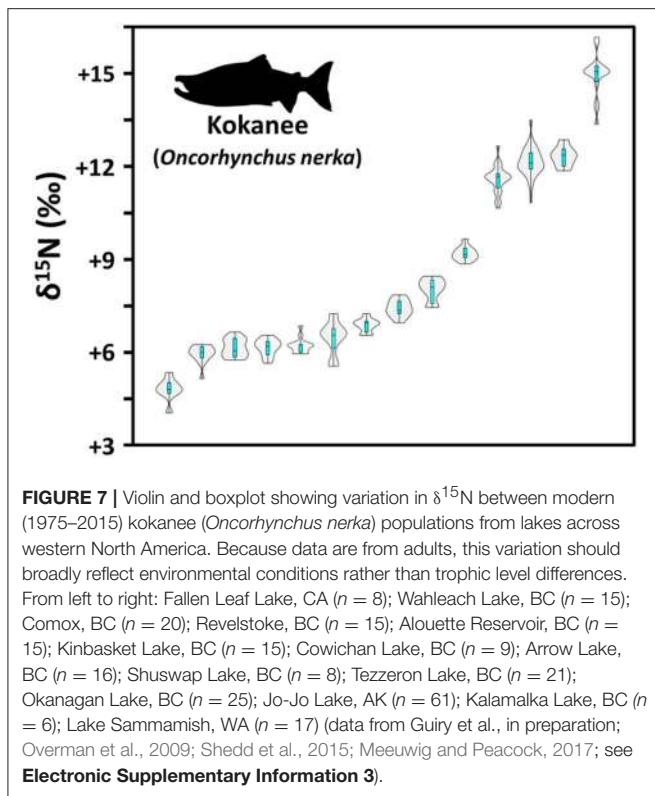 +15
+12
+9
+6
+3
δ15N (‰)
Kokanee
(Oncorhynchus nerka)
FIGURE 7 | Violin and boxplot showing variation in δ15N between modern
(1975–2015) kokanee (Oncorhynchus nerka) populations from lakes across
western North America. Because data are from adults, this variation should
broadly reflect environmental conditions rather than trophic level differences.
From left to right: Fallen Leaf Lake, CA (n = 8); Wahleach Lake, BC (n = 15);
Comox, BC (n = 20); Revelstoke, BC (n = 15); Alouette Reservoir, BC (n =
15); Kinbasket Lake, BC (n = 15); Cowichan Lake, BC (n = 9); Arrow Lake,
BC (n = 16); Shuswap Lake, BC (n = 8); Tezzeron Lake, BC (n = 21);
Okanagan Lake, BC (n = 25); Jo-Jo Lake, AK (n = 61); Kalamalka Lake, BC (n
= 6); Lake Sammamish, WA (n = 17) (data from Guiry et al., in preparation;
Overman et al., 2009; Shedd et al., 2015; Meeuwig and Peacock, 2017; see
Electronic Supplementary Information 3).